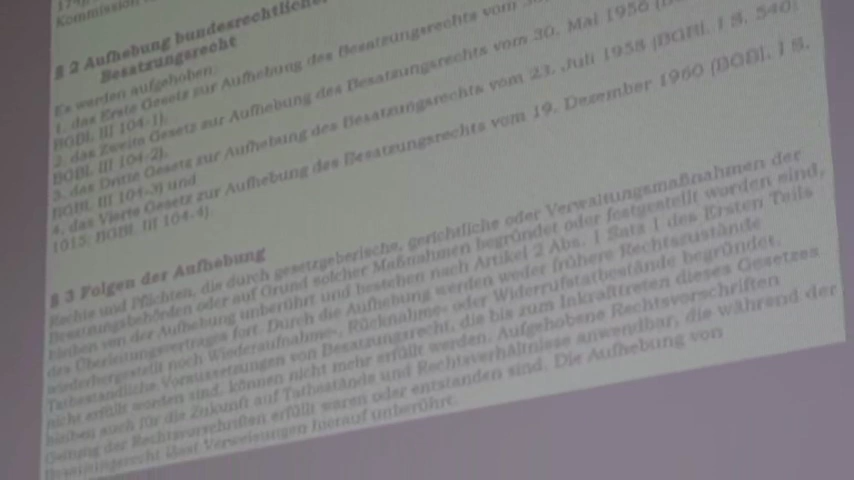 Kommission
§ 2 Aufhebung bundesrechtlicher
Besatzungsrecht
Es werden aufgehoben:
1. das Erste Gesetz zur Aufhebung des Besatzungsrechts vom 30. Mai 1956
BGBl. III 104-1),
2. das Zweite Gesetz zur Aufhebung des Besatzungsrechts vom 30. Mai 1956 (BGBl. I S. 540;
BGBl. III 104-2),
3. das Dritte Gesetz zur Aufhebung des Besatzungsrechts vom 23. Juli 1958 (BGBl. I S. 540;
BGBl. III 104-3) und
4. das Vierte Gesetz zur Aufhebung des Besatzungsrechts vom 19. Dezember 1960 (BGBl. I S.
1015; BGBl. III 104-4)
§ 3 Folgen der Aufhebung
Rechte und Pflichten, die durch gesetzgeberische, gerichtliche oder Verwaltungsmaßnahmen der
Besatzungsbehörden oder auf Grund solcher Maßnahmen begründet oder festgestellt worden sind,
bleiben von der Aufhebung unberührt und bestehen nach Artikel 2 Abs. 1 Satz 1 des Ersten Teils
des Überleitungsvertrages fort. Durch die Aufhebung werden weder frühere Rechtszustände
wiederhergestellt noch Wiederaufnahme-, Rücknahme- oder Widerrufstatbestände begründet.
Tatbestandliche Voraussetzungen von Besatzungsrecht, die bis zum Inkrafttreten dieses Gesetzes
nicht erfüllt worden sind, können nicht mehr erfüllt werden. Aufgehobene Rechtsvorschriften
bleiben auch für die Zukunft auf Tatbestände und Rechtsverhältnisse anwendbar, die während der
Geltung der Rechtsvorschriften erfüllt waren oder entstanden sind. Die Aufhebung von
Besatzungsrecht lässt Verweisungen hierauf unberührt.